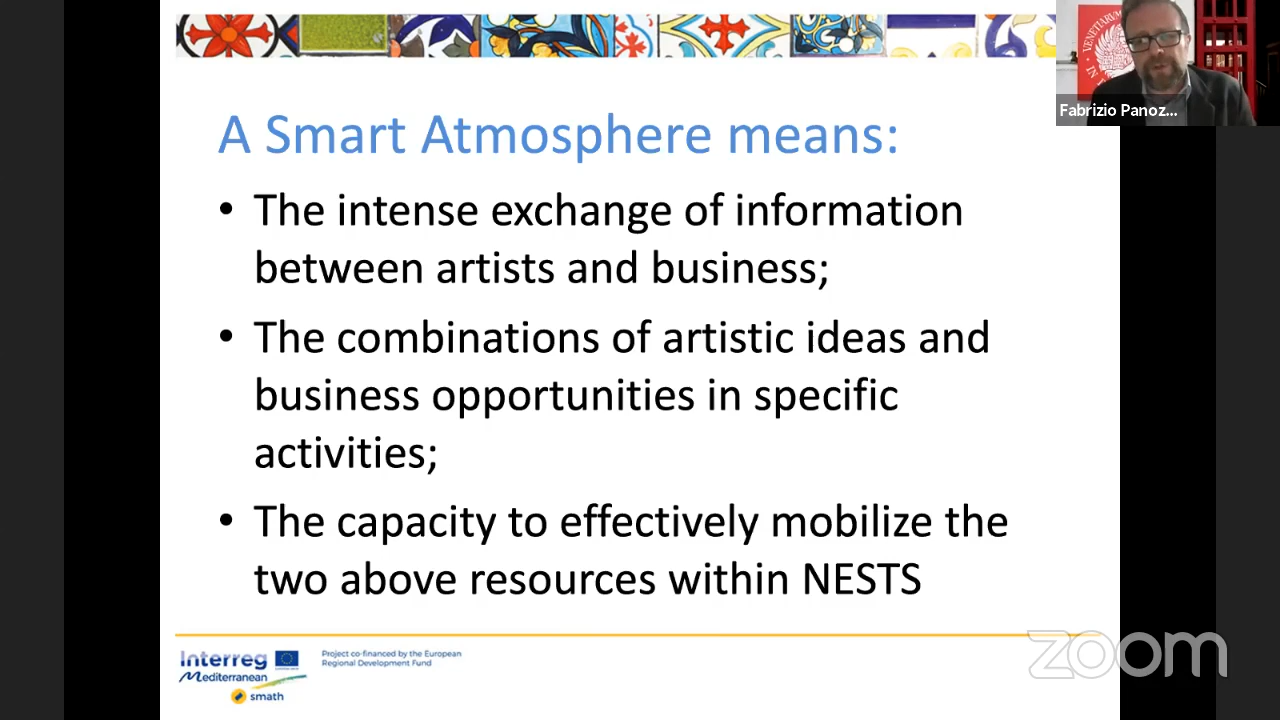 Fabrizio Panoz...
A Smart Atmosphere means:
• The intense exchange of information
between artists and business;
• The combinations of artistic ideas and
business opportunities in specific
activities;
• The capacity to effectively mobilize the
two above resources within NESTS
Interreg
Mediterranean
smath
Project co-financed by the European
Regional Development Fund
zoom